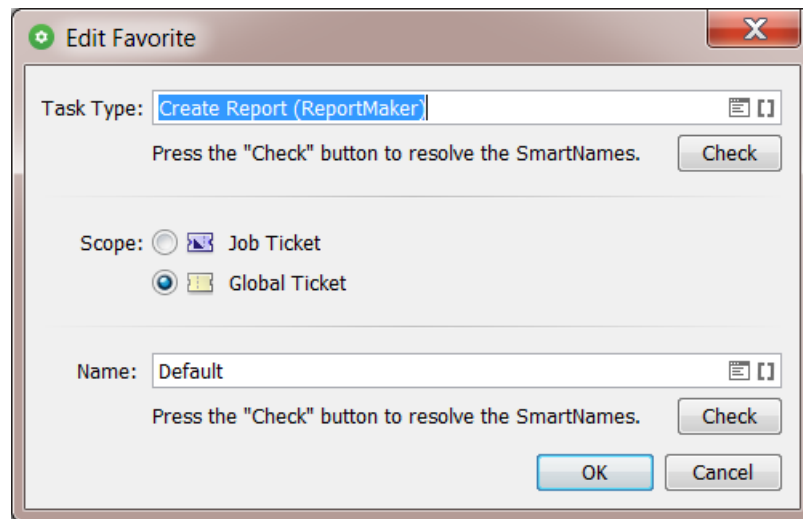 Edit Favorite
Task Type: Create Report (ReportMaker)
Press the "Check" button to resolve the SmartNames. Check
Scope: Job Ticket
Global Ticket
Name: Default
Press the "Check" button to resolve the SmartNames. Check
OK Cancel